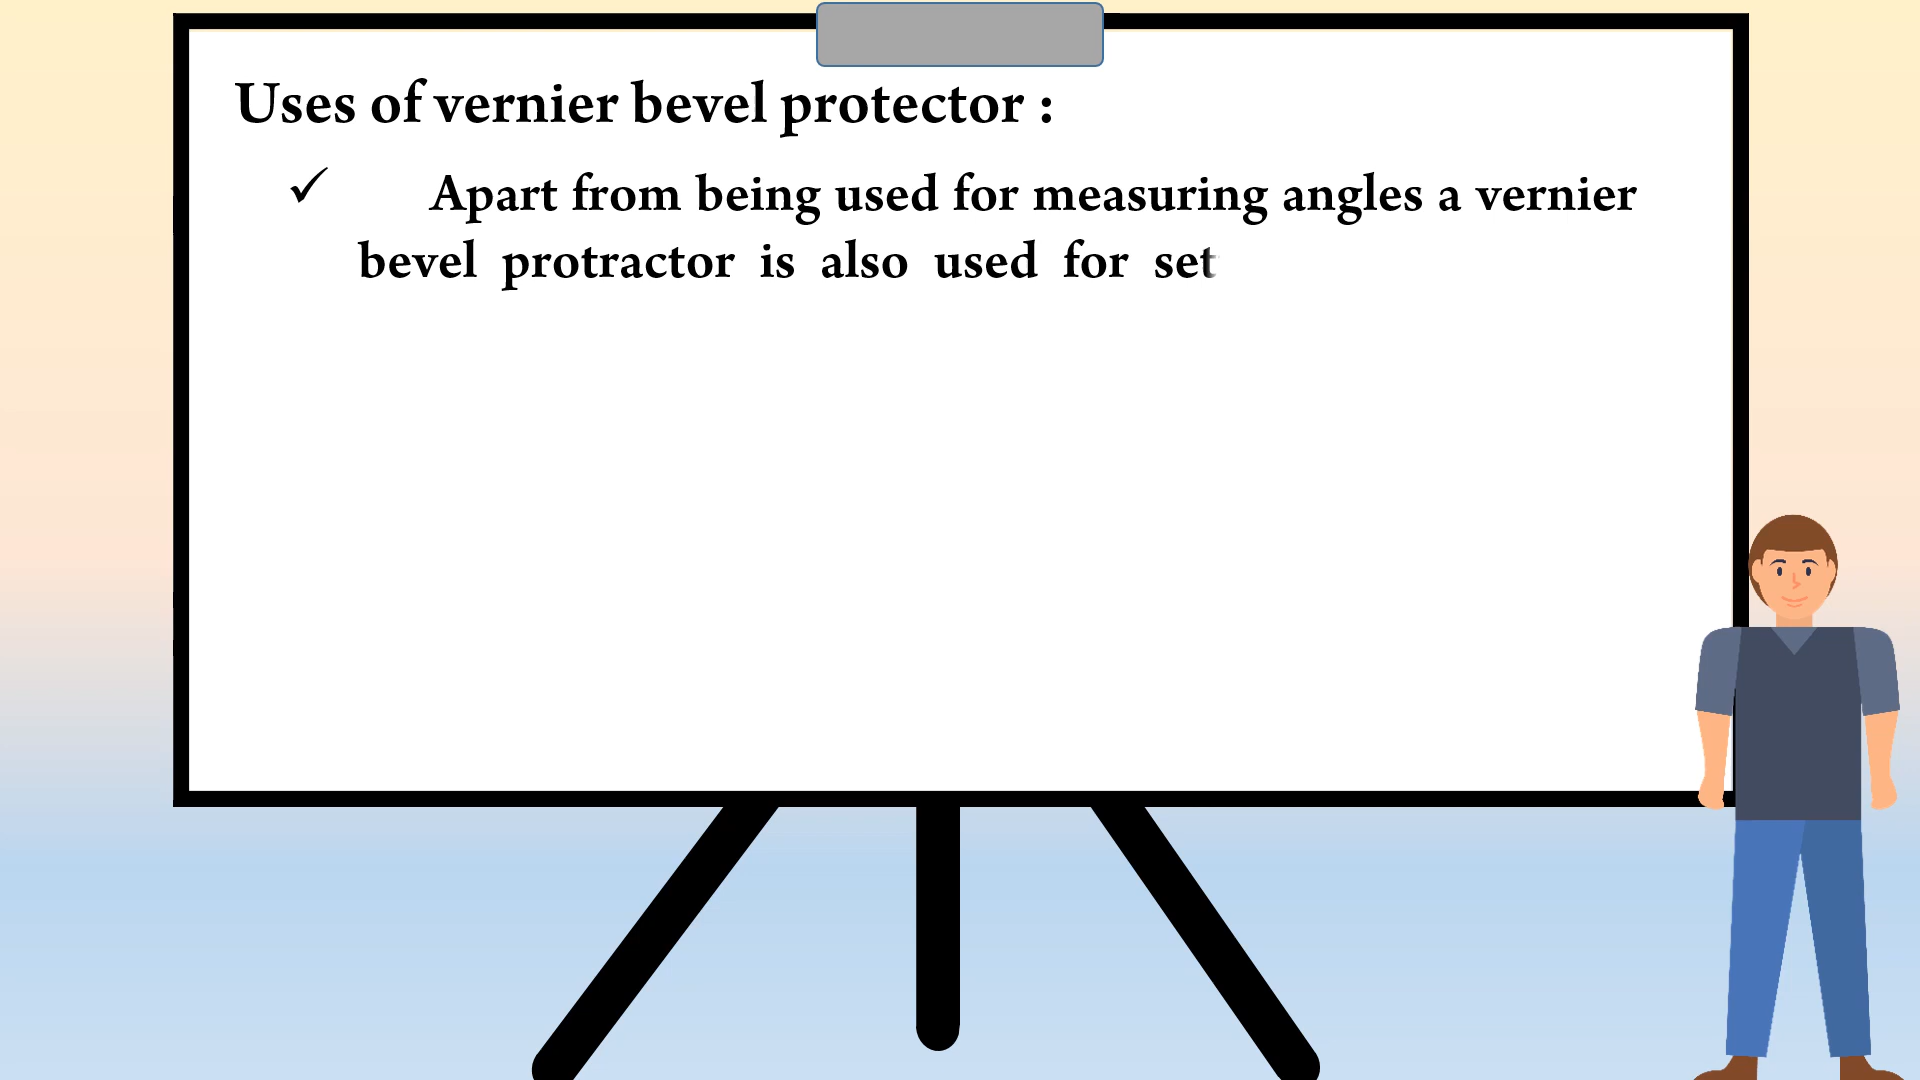 Uses of vernier bevel protector :
✓ Apart from being used for measuring angles a vernier
bevel protractor is also used for set